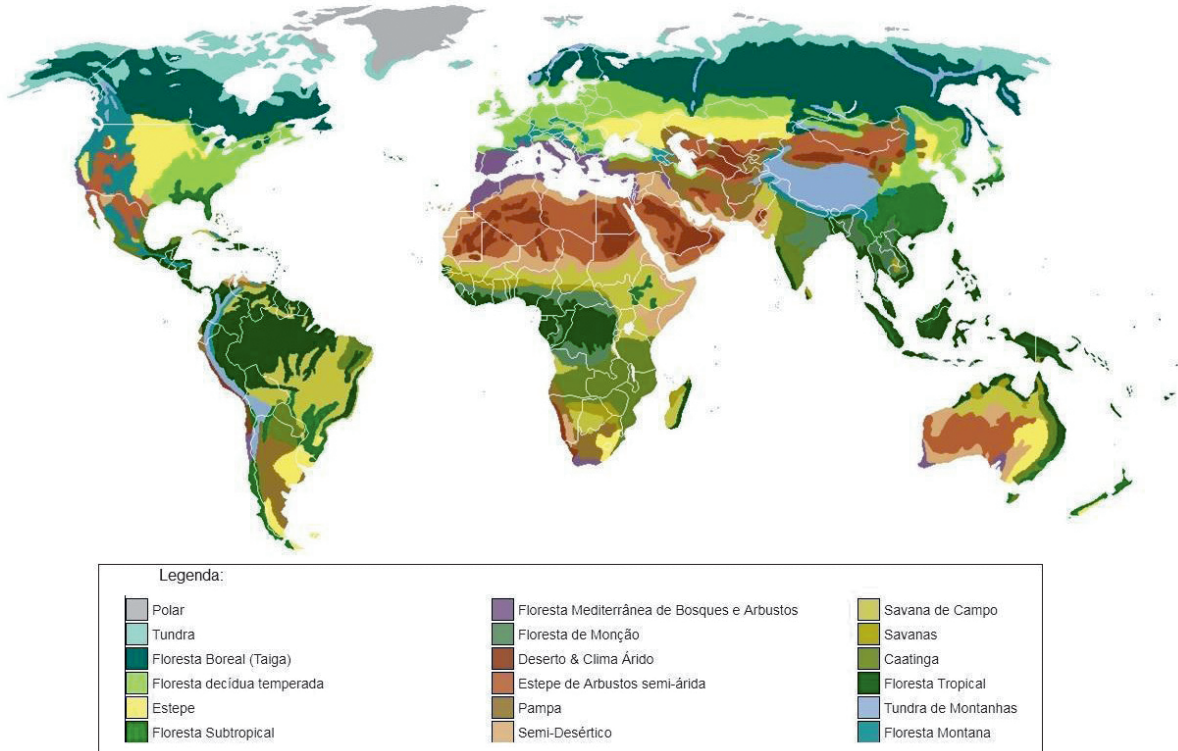 Legenda:
Polar
Tundra
Floresta Boreal (Taiga)
Floresta decídua temperada
Estepe
Floresta Subtropical
Floresta Mediterrânea de Bosques e Arbustos
Floresta de Monção
Deserto & Clima Árido
Estepe de Arbustos semi-árida
Pampa
Semi-Desértico
Savana de Campo
Savanas
Caatinga
Floresta Tropical
Tundra de Montanhas
Floresta Montana